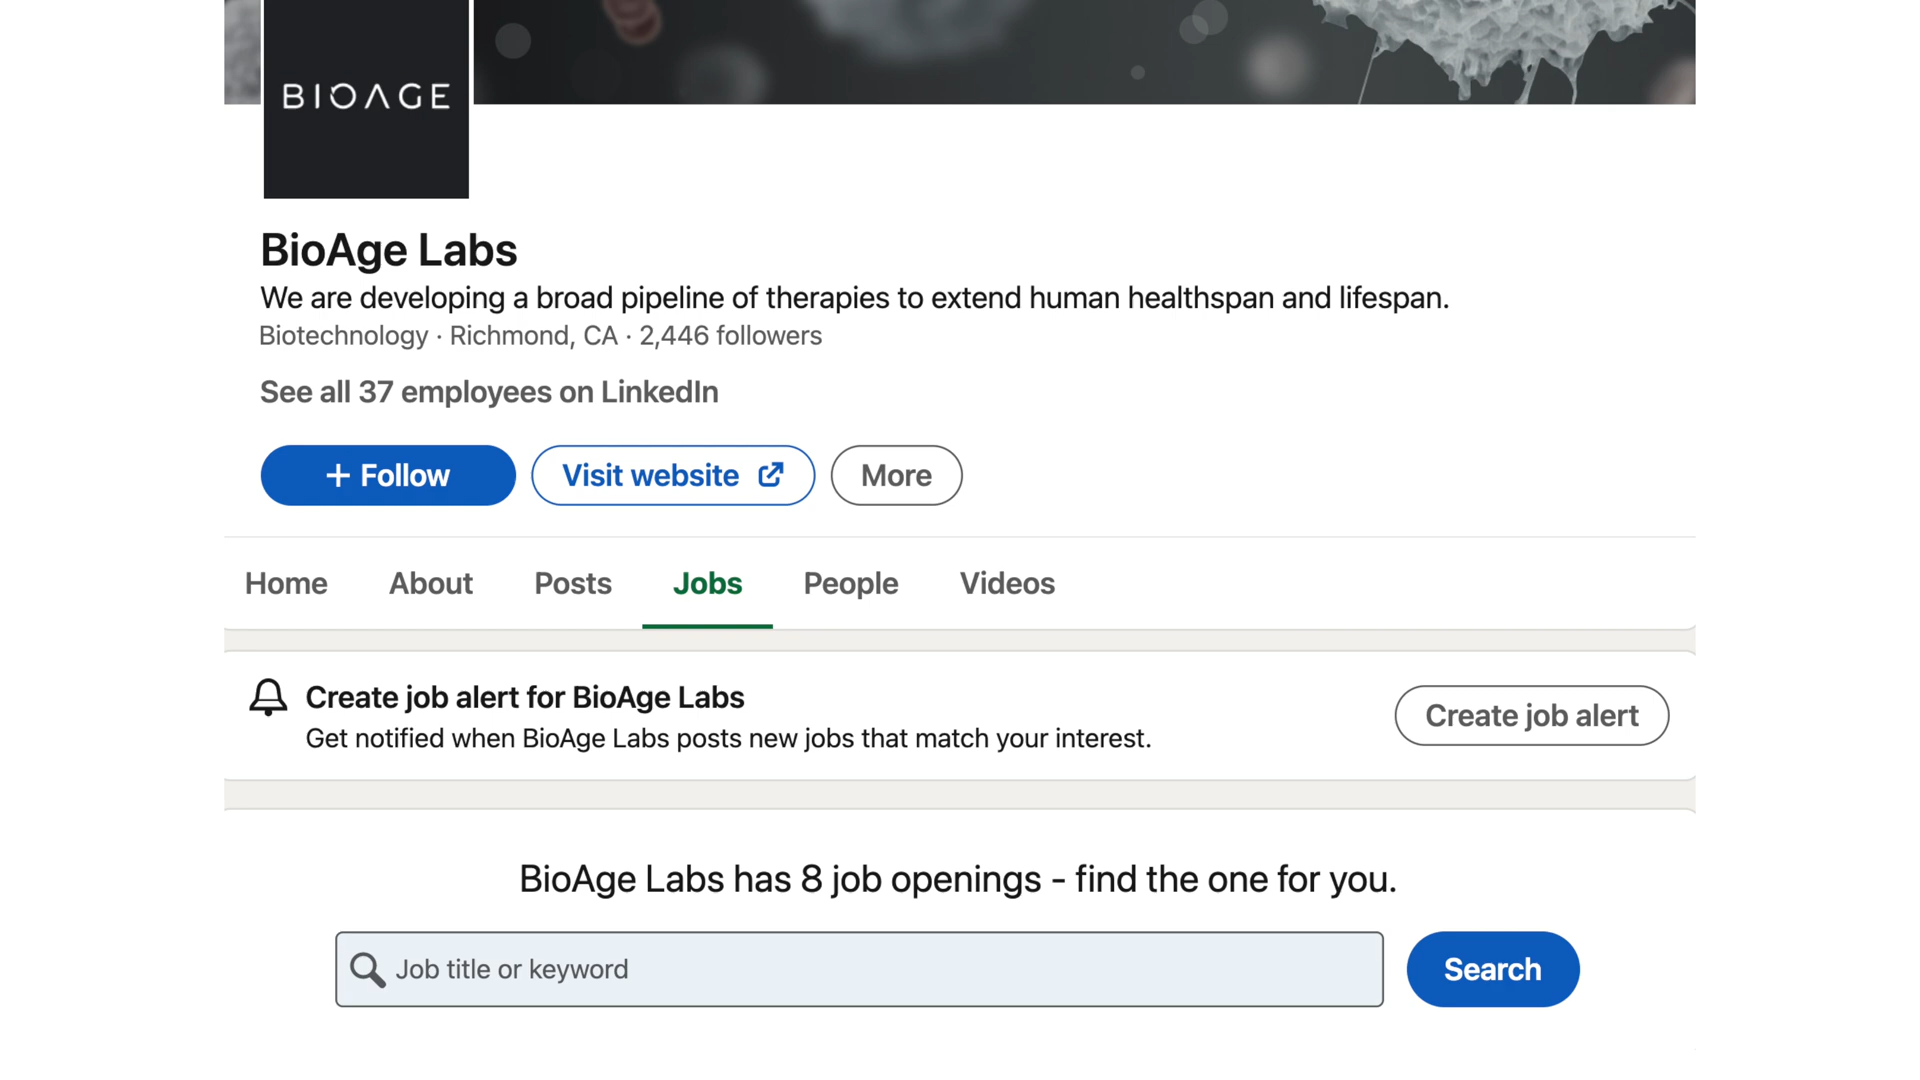 BIOAGE
BioAge Labs
We are developing a broad pipeline of therapies to extend human healthspan and lifespan.
Biotechnology · Richmond, CA · 2,446 followers
See all 37 employees on LinkedIn
+ Follow Visit website More
Home About Posts Jobs People Videos
Create job alert for BioAge Labs
Get notified when BioAge Labs posts new jobs that match your interest.
Create job alert
BioAge Labs has 8 job openings - find the one for you.
Job title or keyword
Search